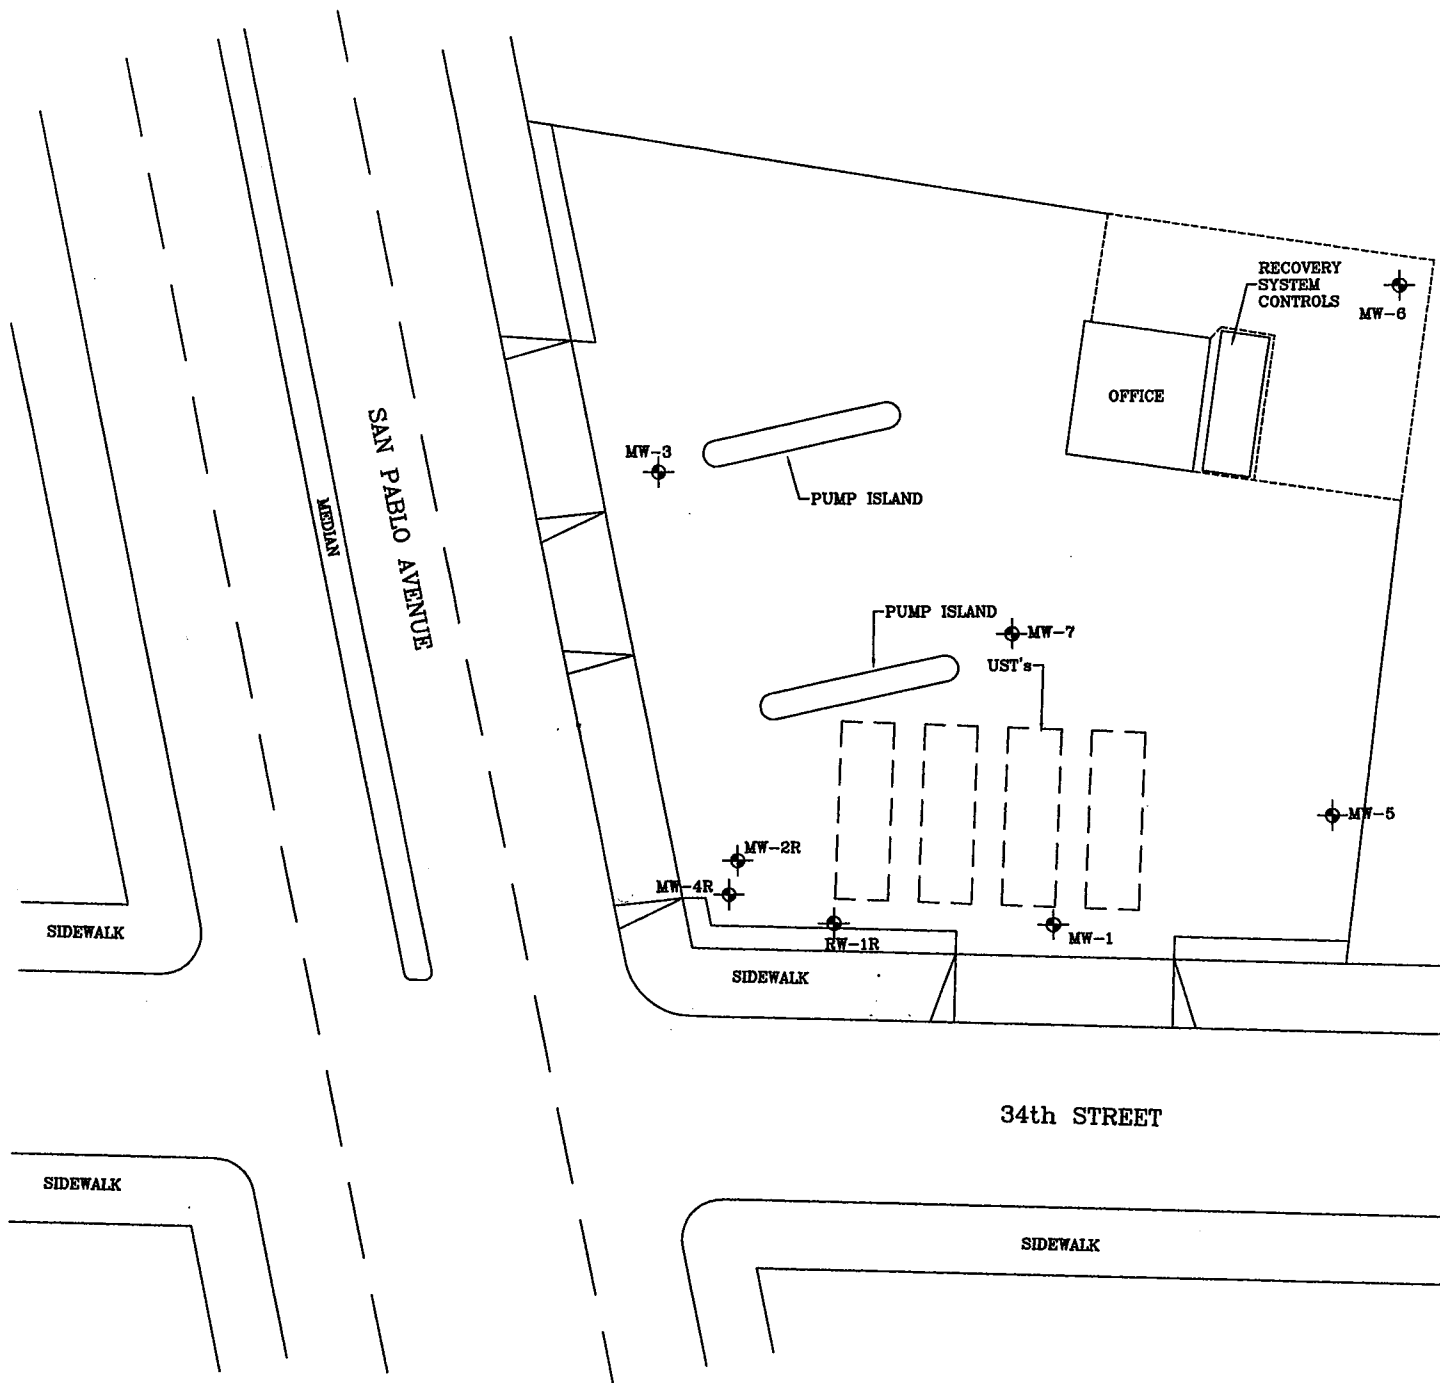 RECOVERY
SYSTEM
CONTROLS
MW-6
OFFICE
SAN PABLO AVENUE
MW-3
PUMP ISLAND
MEDIAN
PUMP ISLAND
MW-7
UST's
MW-5
MW-2R
MW-4R
RW-1R
MW-1
SIDEWALK
SIDEWALK
34th STREET
SIDEWALK
SIDEWALK